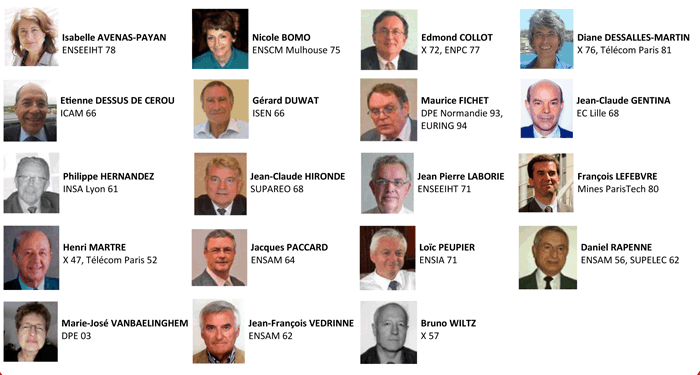 Isabelle AVENAS-PAYAN
ENSEEIHT 78
Nicole BOMO
ENSCM Mulhouse 75
Edmond COLLOT
X 72, ENPC 77
Diane DESSALLES-MARTIN
X 76, Télécom Paris 81
Etienne DESSUS DE CEROU
ICAM 66
Gérard DUWAT
ISEN 66
Maurice FICHET
DPE Normandie 93,
EURING 94
Jean-Claude GENTINA
EC Lille 68
Philippe HERNANDEZ
INSA Lyon 61
Jean-Claude HIRONDE
SUPAREO 68
Jean Pierre LABORIE
ENSEEIHT 71
François LEFEBVRE
Mines ParisTech 80
Henri MARTRE
X 47, Télécom Paris 52
Jacques PACCARD
ENSAM 64
Loïc PEUPIER
ENSIA 71
Daniel RAPENNE
ENSAM 56, SUPELEC 62
Marie-José VANBAELINGHEM
DPE 03
Jean-François VEDRINNE
ENSAM 62
Bruno WILTZ
X 57